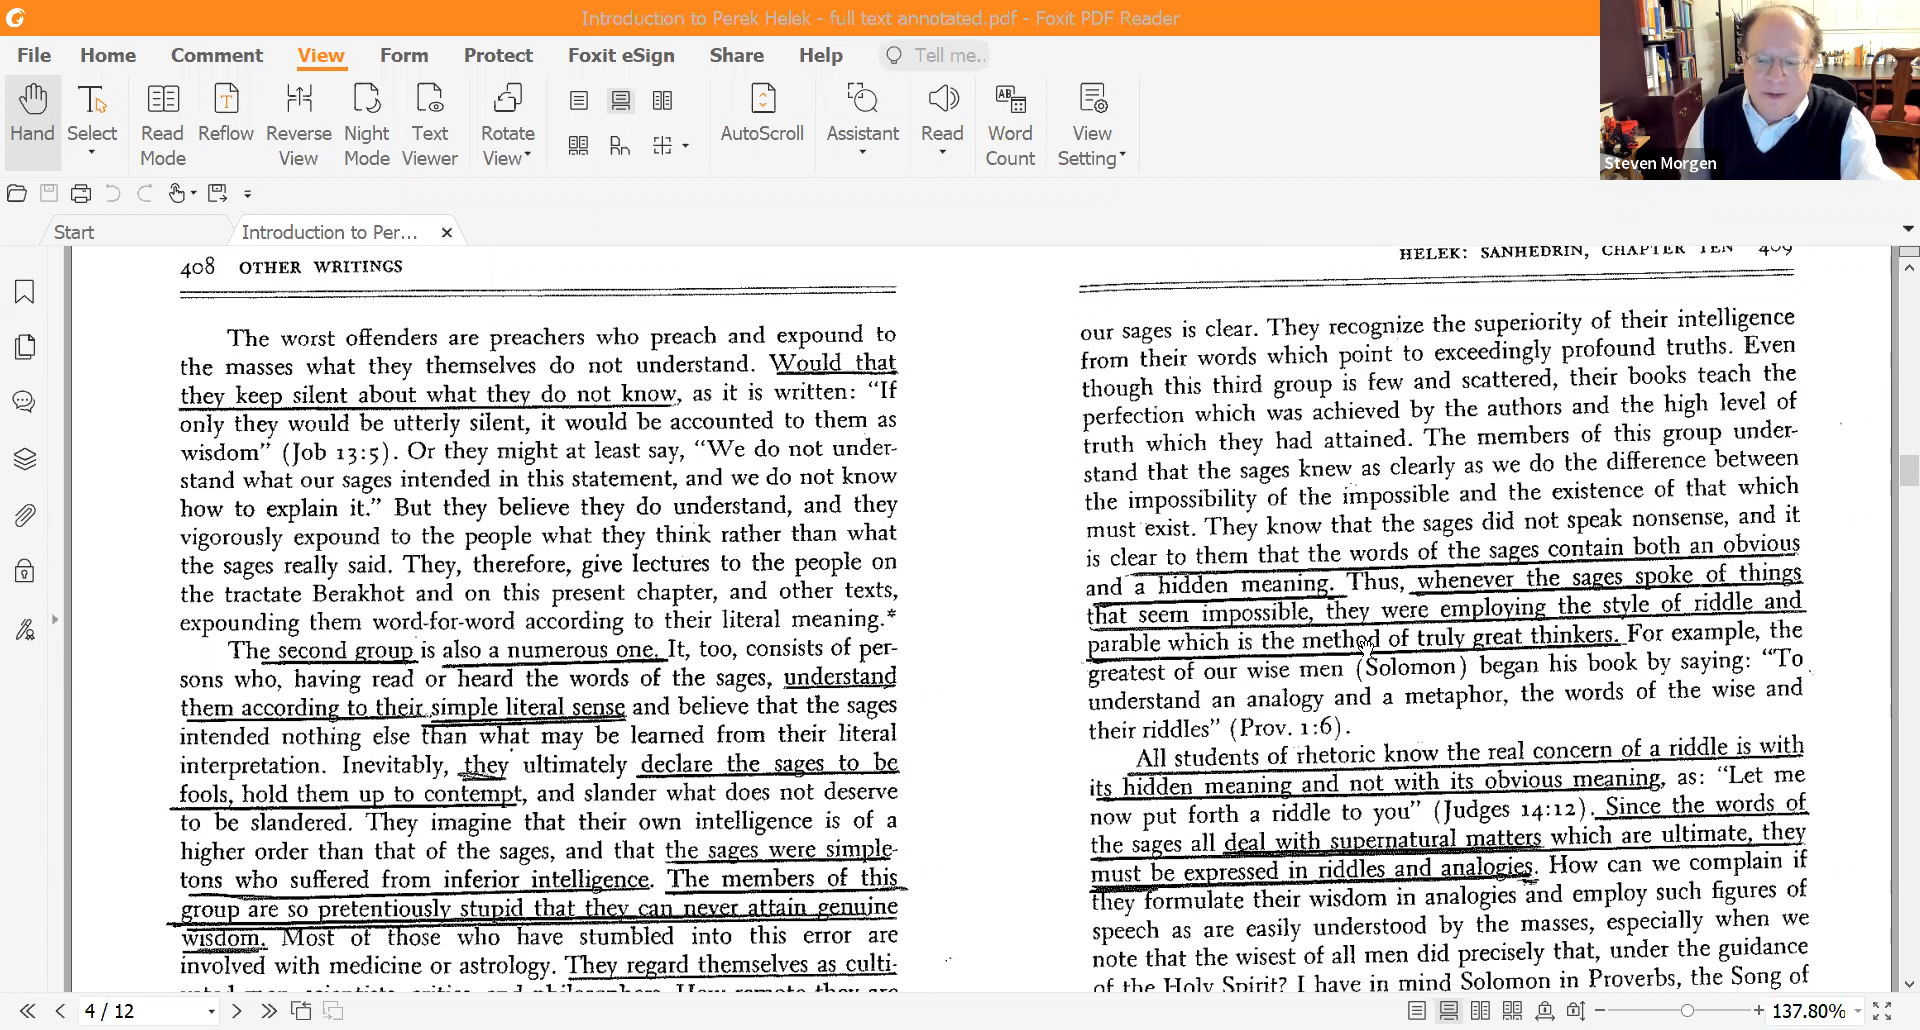 Introduction to Perek Helek - full text annotated.pdf - Foxit PDF Reader
File Home Comment View Form Protect Foxit eSign Share Help Tell me..
Hand Select Read Mode Reflow Reverse View Night Mode Text Viewer Rotate View AutoScroll Assistant Read Word Count View Setting
Steven Morgen
Start Introduction to Per...
408 OTHER WRITINGS
The worst offenders are preachers who preach and expound to
the masses what they themselves do not understand. Would that
they keep silent about what they do not know, as it is written: “If
only they would be utterly silent, it would be accounted to them as
wisdom” (Job 13:5). Or they might at least say, “We do not under-
stand what our sages intended in this statement, and we do not know
how to explain it.” But they believe they do understand, and they
vigorously expound to the people what they think rather than what
the sages really said. They, therefore, give lectures to the people on
the tractate Berakhot and on this present chapter, and other texts,
expounding them word-for-word according to their literal meaning.*
The second group is also a numerous one. It, too, consists of per-
sons who, having read or heard the words of the sages, understand
them according to their simple literal sense and believe that the sages
intended nothing else than what may be learned from their literal
interpretation. Inevitably, they ultimately declare the sages to be
fools, hold them up to contempt, and slander what does not deserve
to be slandered. They imagine that their own intelligence is of a
higher order than that of the sages, and that the sages were simple-
tons who suffered from inferior intelligence. The members of this
group are so pretentiously stupid that they can never attain genuine
wisdom. Most of those who have stumbled into this error are
involved with medicine or astrology. They regard themselves as culti-
HELEK: SANHEDRIN, CHAPTER TEN 409
our sages is clear. They recognize the superiority of their intelligence
from their words which point to exceedingly profound truths. Even
though this third group is few and scattered, their books teach the
perfection which was achieved by the authors and the high level of
truth which they had attained. The members of this group under-
stand that the sages knew as clearly as we do the difference between
the impossibility of the impossible and the existence of that which
must exist. They know that the sages did not speak nonsense, and it
is clear to them that the words of the sages contain both an obvious
and a hidden meaning. Thus, whenever the sages spoke of things
that seem impossible, they were employing the style of riddle and
parable which is the method of truly great thinkers. For example, the
greatest of our wise men (Solomon) began his book by saying: “To
understand an analogy and a metaphor, the words of the wise and
their riddles” (Prov. 1:6).
All students of rhetoric know the real concern of a riddle is with
its hidden meaning and not with its obvious meaning, as: “Let me
now put forth a riddle to you” (Judges 14:12). Since the words of
the sages all deal with supernatural matters which are ultimate, they
must be expressed in riddles and analogies. How can we complain if
they formulate their wisdom in analogies and employ such figures of
speech as are easily understood by the masses, especially when we
note that the wisest of all men did precisely that, under the guidance
of the Holy Spirit? I have in mind Solomon in Proverbs, the Song of
4 / 12 137.80%